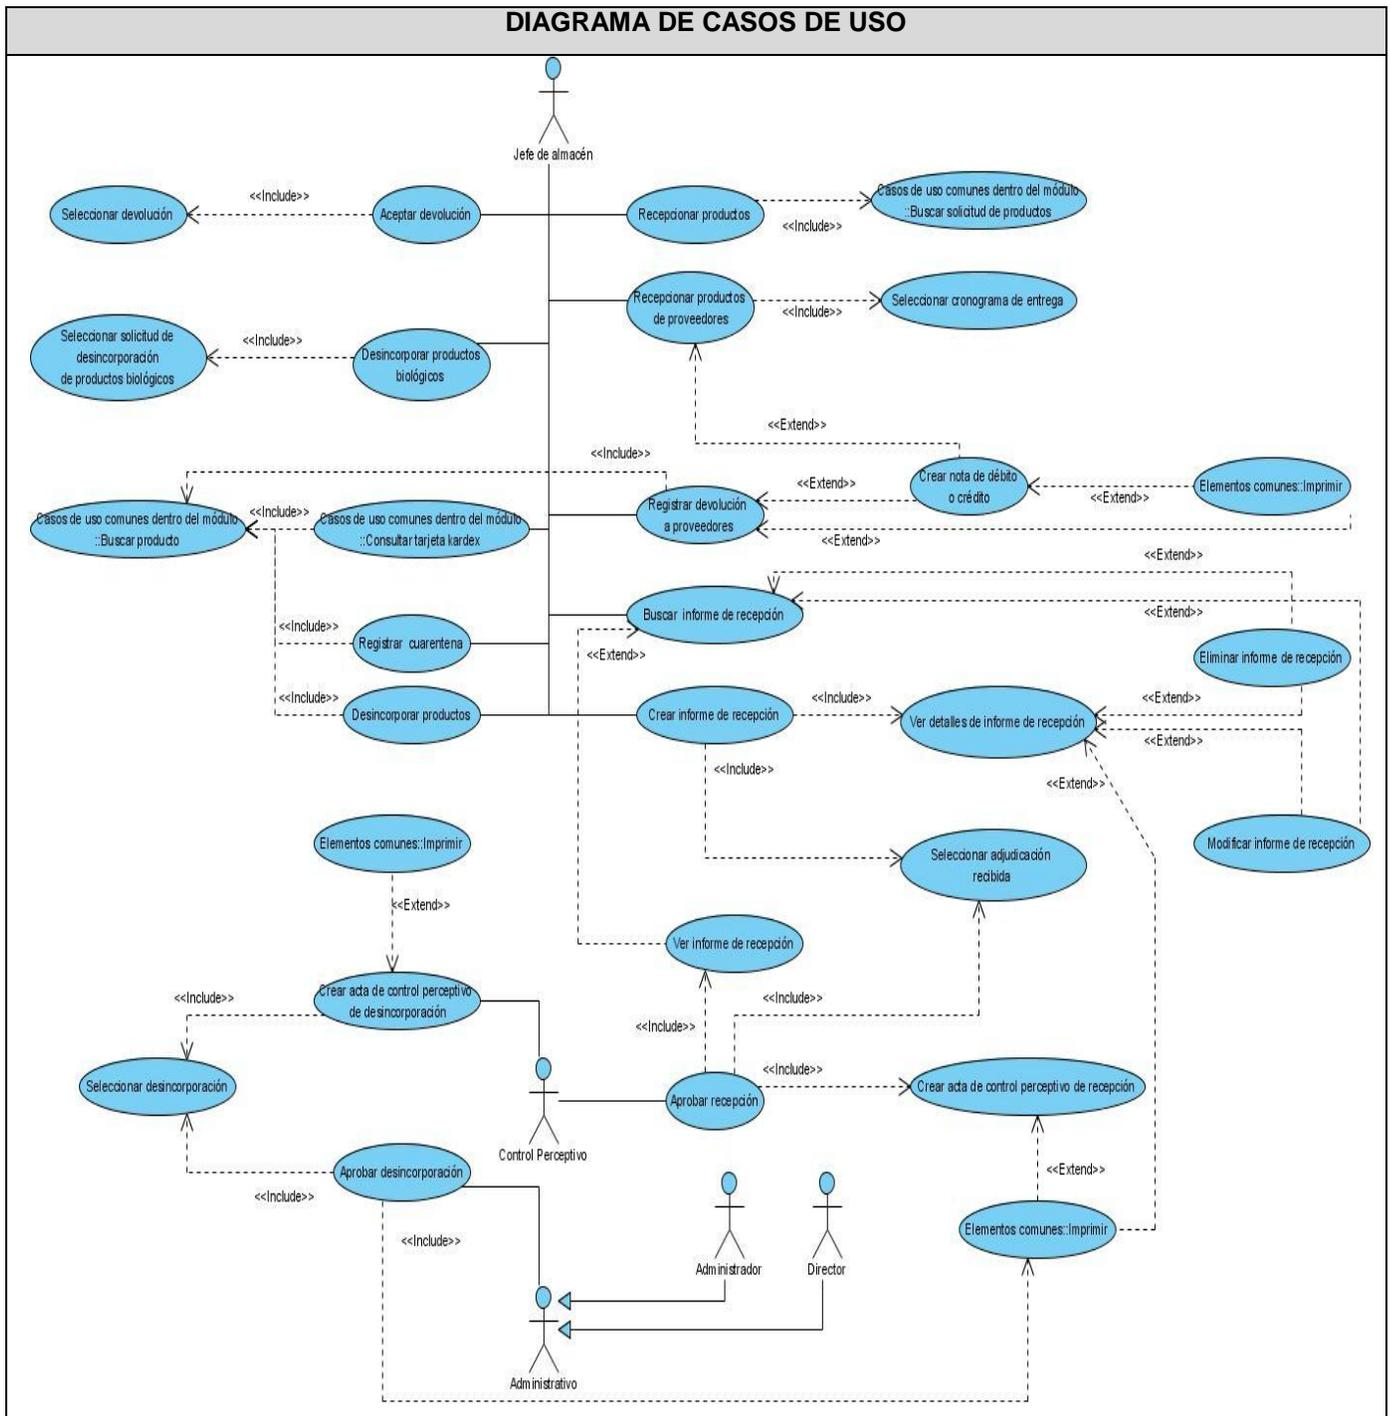 DIAGRAMA DE CASOS DE USO
Jefe de almacén
Seleccionar devolución
<<Include>>
Aceptar devolución
Recepcionar productos
<<Include>>
Casos de uso comunes dentro del módulo
::Buscar solicitud de productos
Recepcionar productos
de proveedores
<<Include>>
Seleccionar cronograma de entrega
Seleccionar solicitud de
desincorporación
de productos biológicos
<<Include>>
Desincorporar productos
biológicos
<<Extend>>
<<Include>>
Crear nota de débito
o crédito
<<Extend>>
<<Extend>>
Elementos comunes::Imprimir
Casos de uso comunes dentro del módulo
::Buscar producto
<<Include>>
Casos de uso comunes dentro del módulo
::Consultar tarjeta kardex
Registrar devolución
a proveedores
<<Extend>>
<<Extend>>
Buscar informe de recepción
<<Extend>>
<<Include>>
Registrar cuarentena
<<Extend>>
Eliminar informe de recepción
<<Include>>
Desincorporar productos
Crear informe de recepción
<<Include>>
Ver detalles de informe de recepción
<<Extend>>
<<Extend>>
<<Include>>
<<Extend>>
Elementos comunes::Imprimir
Seleccionar adjudicación
recibida
Modificar informe de recepción
<<Extend>>
Ver informe de recepción
Crear acta de control perceptivo
de desincorporación
<<Include>>
<<Include>>
<<Include>>
Seleccionar desincorporación
Control Perceptivo
Aprobar recepción
<<Include>>
Crear acta de control perceptivo de recepción
Aprobar desincorporación
<<Include>>
<<Extend>>
<<Include>>
Elementos comunes::Imprimir
Administrador
Director
Administrativo